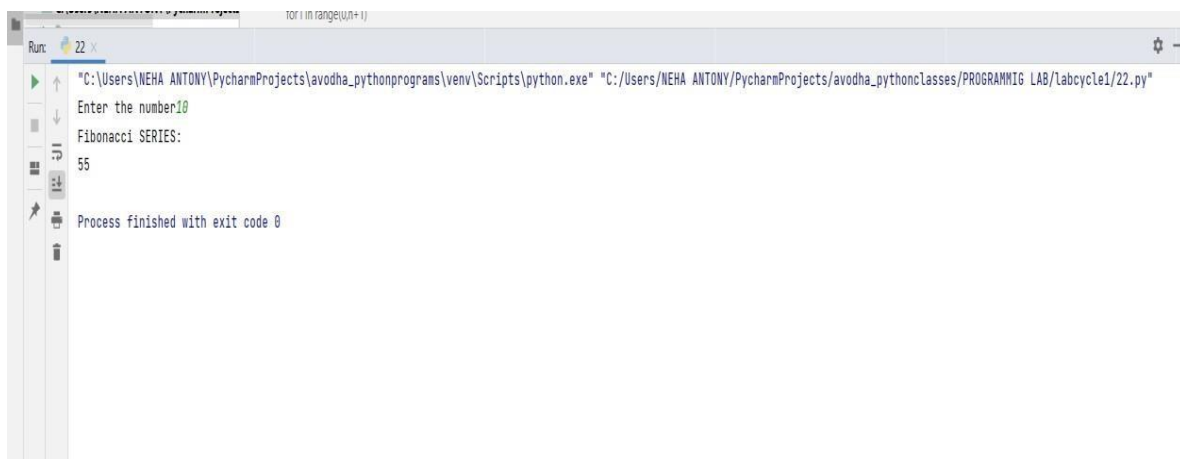 for i in range(0,n+1)
Run: 22 ×
"C:\Users\NEHA ANTONY\PycharmProjects\avodha_pythonprograms\venv\Scripts\python.exe" "C:/Users/NEHA ANTONY/PycharmProjects/avodha_pythonclasses/PROGRAMMIG LAB/labcycle1/22.py"
Enter the number10
Fibonacci SERIES:
55
Process finished with exit code 0